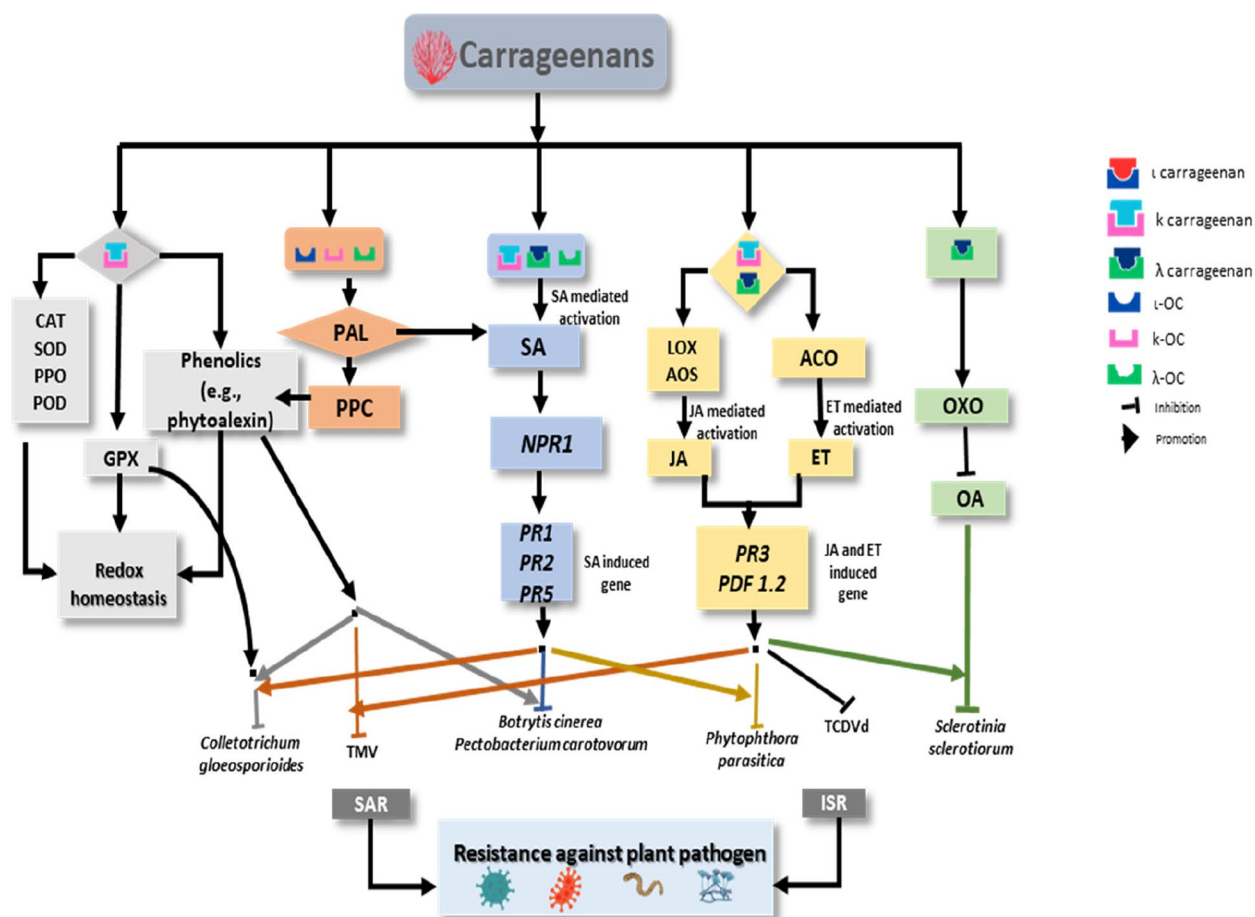 Carrageenans
ι carrageenan
k carrageenan
λ carrageenan
ι-OC
k-OC
λ-OC
Inhibition
Promotion
CAT
SOD
PPO
POD
Phenolics
(e.g.,
phytoalexin)
GPX
Redox
homeostasis
PAL
PPC
SA mediated
activation
SA
NPR1
PR1
PR2
PR5
SA induced
gene
LOX
AOS
ACO
JA mediated
activation
ET mediated
activation
JA
ET
PR3
PDF 1.2
JA and ET
induced
gene
OXO
OA
Colletotrichum
gloeosporioides
TMV
Botrytis cinerea
Pectobacterium carotovorum
Phytophthora
parasitica
TCDVd
Sclerotinia
sclerotiorum
SAR
ISR
Resistance against plant pathogen